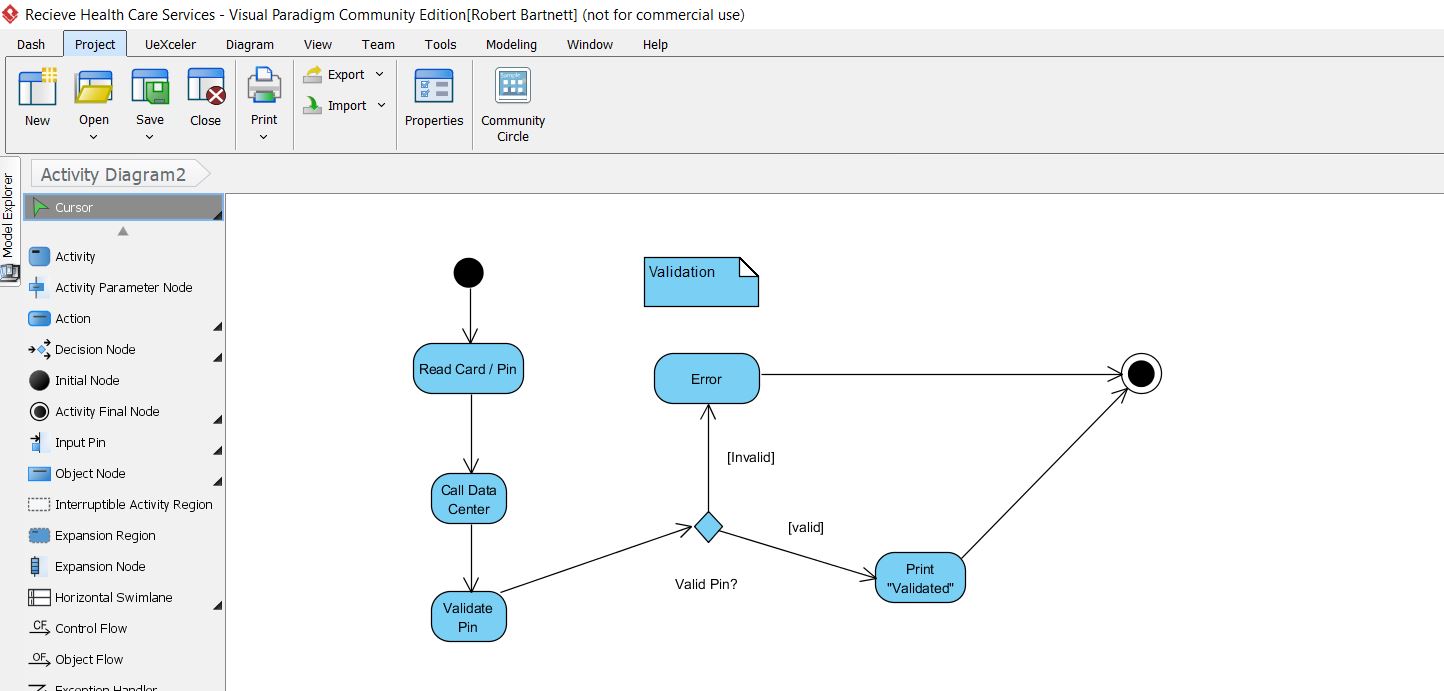 Recieve Health Care Services - Visual Paradigm Community Edition[Robert Bartnett] (not for commercial use)
Dash Project UeXceler Diagram View Team Tools Modeling Window Help
New Open Save Close Print Export Import Properties Community
Circle
Sample
Model Explorer
Activity Diagram2
Cursor
Activity
Activity Parameter Node
Action
Decision Node
Initial Node
Activity Final Node
Input Pin
Object Node
Interruptible Activity Region
Expansion Region
Expansion Node
Horizontal Swimlane
CF Control Flow
OF Object Flow
Exception Handler
Validation
Read Card / Pin
Error
[Invalid]
Call Data
Center
[valid]
Valid Pin?
Print
"Validated"
Validate
Pin